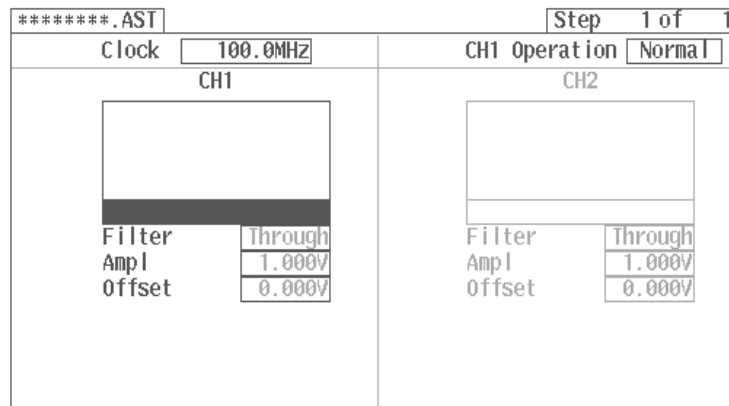 ********.AST Step 1 of 1
Clock 100.0MHz CH1 Operation Normal
CH1 CH2
Filter Through Filter Through
Ampl 1.000V Ampl 1.000V
Offset 0.000V Offset 0.000V